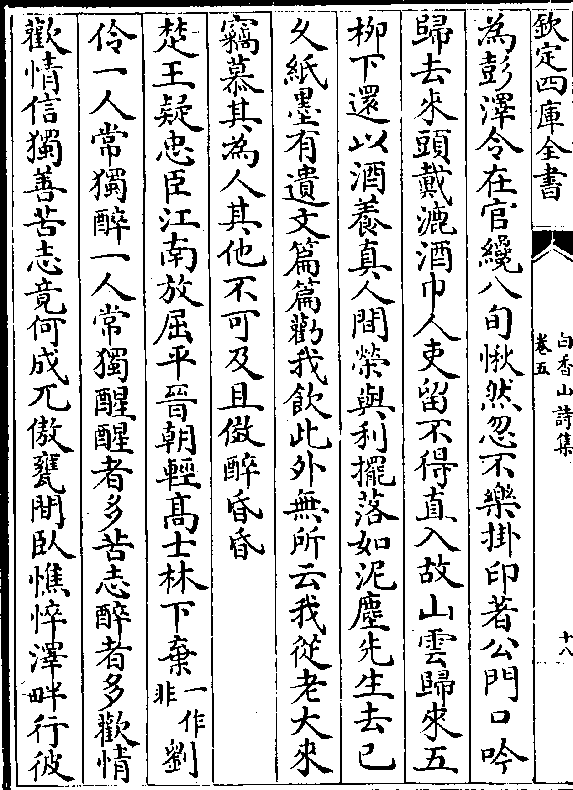 欽定四庫全書
白香山詩集
卷五
十八
為彭澤令在官纔八旬愀然忽不樂掛印著公門口吟
歸去來頭戴漉酒巾人吏留不得直入故山雲歸來五
柳下還以酒養真人間榮與利擺落如泥塵先生去已
久紙墨有遺文篇篇勸我飲此外無所云我從老大來
竊慕其為人其他不可及且傚醉昏昏
楚王疑忠臣江南放屈平晉朝輕高士林下棄一作非劉
伶一人常獨醉一人常獨醒醒者多苦志醉者多歡情
歡情信獨善苦志竟何成兀傲甕間臥憔悴澤畔行彼